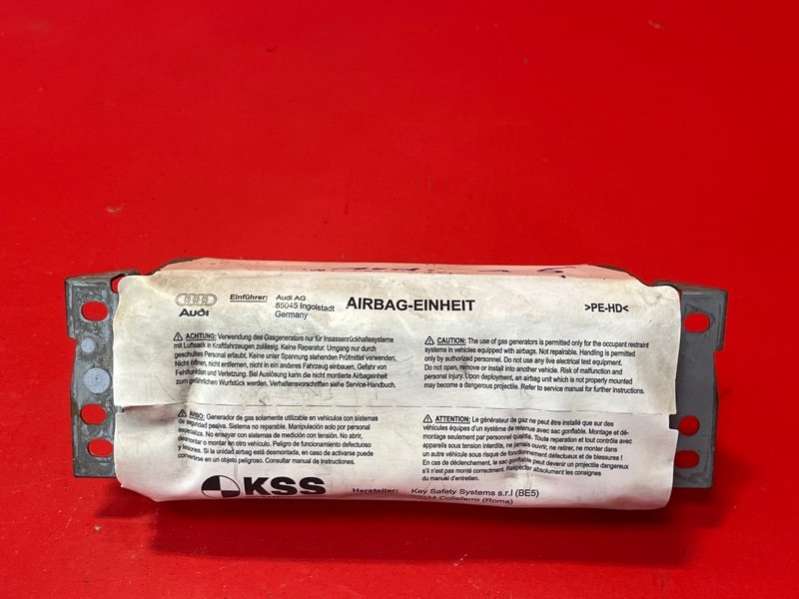 Audi
Einführer:
Audi AG
85045 Ingolstadt
Germany
AIRBAG-EINHEIT
>PE-HD<
ACHTUNG: Verwendung des Gasgenerators nur für Insassenrückhaltesysteme
mit Luftsack in Kraftfahrzeugen zulässig. Keine Reparatur. Umgang nur durch
geschultes Personal erlaubt. Keine unter Spannung stehenden Prüfmittel verwenden.
Nicht öffnen, nicht entfernen, nicht in ein anderes Fahrzeug einbauen, Gefahr von
Fehlfunktion und Verletzung. Bei Auslösung kann die nicht montierte Airbageinheit
zum gefährlichen Wurfstück werden. Verhaltensvorschriften siehe Service-Handbuch.
CAUTION: The use of gas generators is permitted only for the occupant restraint
systems in vehicles equipped with airbags. Not repairable. Handling is permitted
only by authorized personnel. Do not use any live electrical test equipment.
Do not open, remove or install into another vehicle. Risk of malfunction and
personal injury. Upon deployment, an airbag unit which is not properly mounted
may become a dangerous projectile. Refer to service manual for further instructions.
AVISO: Generador de gas solamente utilizable en vehículos con sistemas
de seguridad pasiva. Sistema no reparable. Manipulación solo por personal
autorizado. No ensayar con sistemas de medición con tensión. No abrir,
desmontar o montar en otro vehículo. Peligro de funcionamiento defectuoso
y lesiones. Si la unidad airbag está desmontada, en caso de activarse puede
convertirse en un objeto peligroso. Consultar manual de instrucciones.
ATTENTION: Le générateur de gaz ne peut être installé que sur des
véhicules équipés d'un système de retenue avec sac gonflable. Montage et dé-
montage seulement par personnel qualifié. Toute reparation et tout contrôle avec
appareils sous tension interdits, ne jamais ouvrir, ne retirer, ne monter dans
un autre véhicule sous risque de fonctionnement défectueux et de blessures !
En cas de déclenchement, le sac gonflable peut devenir un projectile dangereux
s'il n'est pas monté correctement. Respecter absolument les consignes
du manuel d'entretien.
KSS
Hersteller:
Key Safety Systems s.r.l (BE5)
Colleferro (Roma)